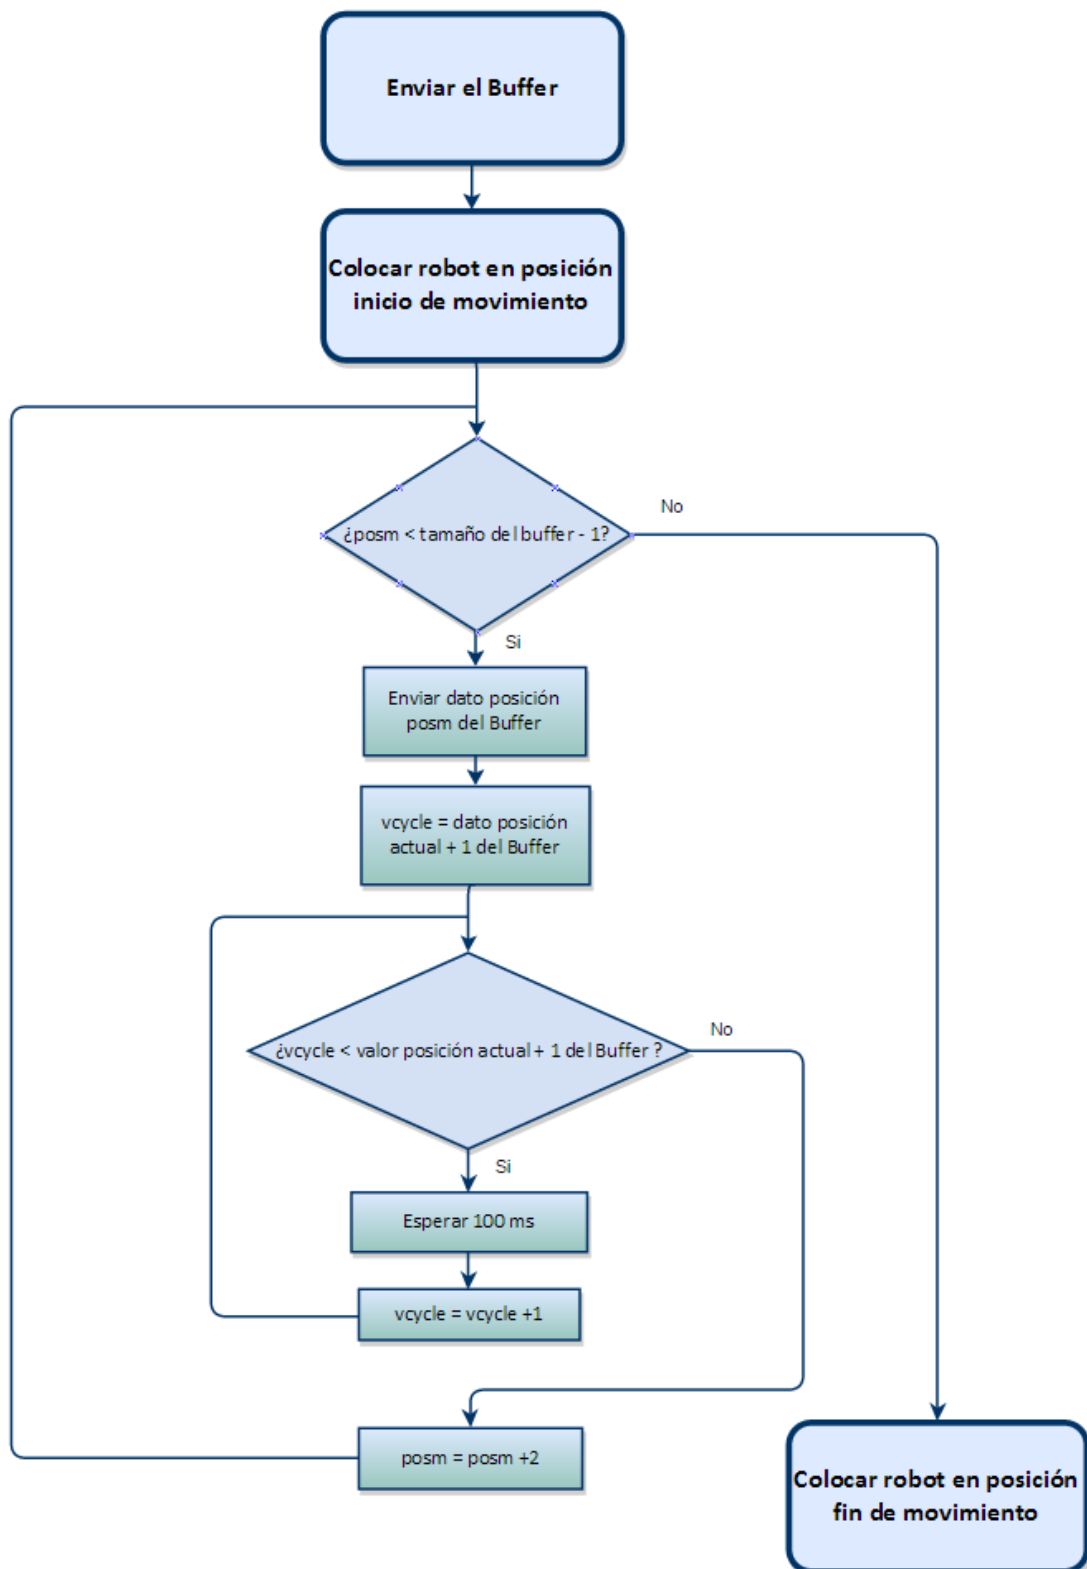 Enviar el Buffer
Colocar robot en posición
inicio de movimiento
¿posm < tamaño del buffer - 1?
No
Si
Enviar dato posición
posm del Buffer
vcycle = dato posición
actual + 1 del Buffer
¿vcycle < valor posición actual + 1 del Buffer ?
No
Si
Esperar 100 ms
vcycle = vcycle +1
posm = posm +2
Colocar robot en posición
fin de movimiento